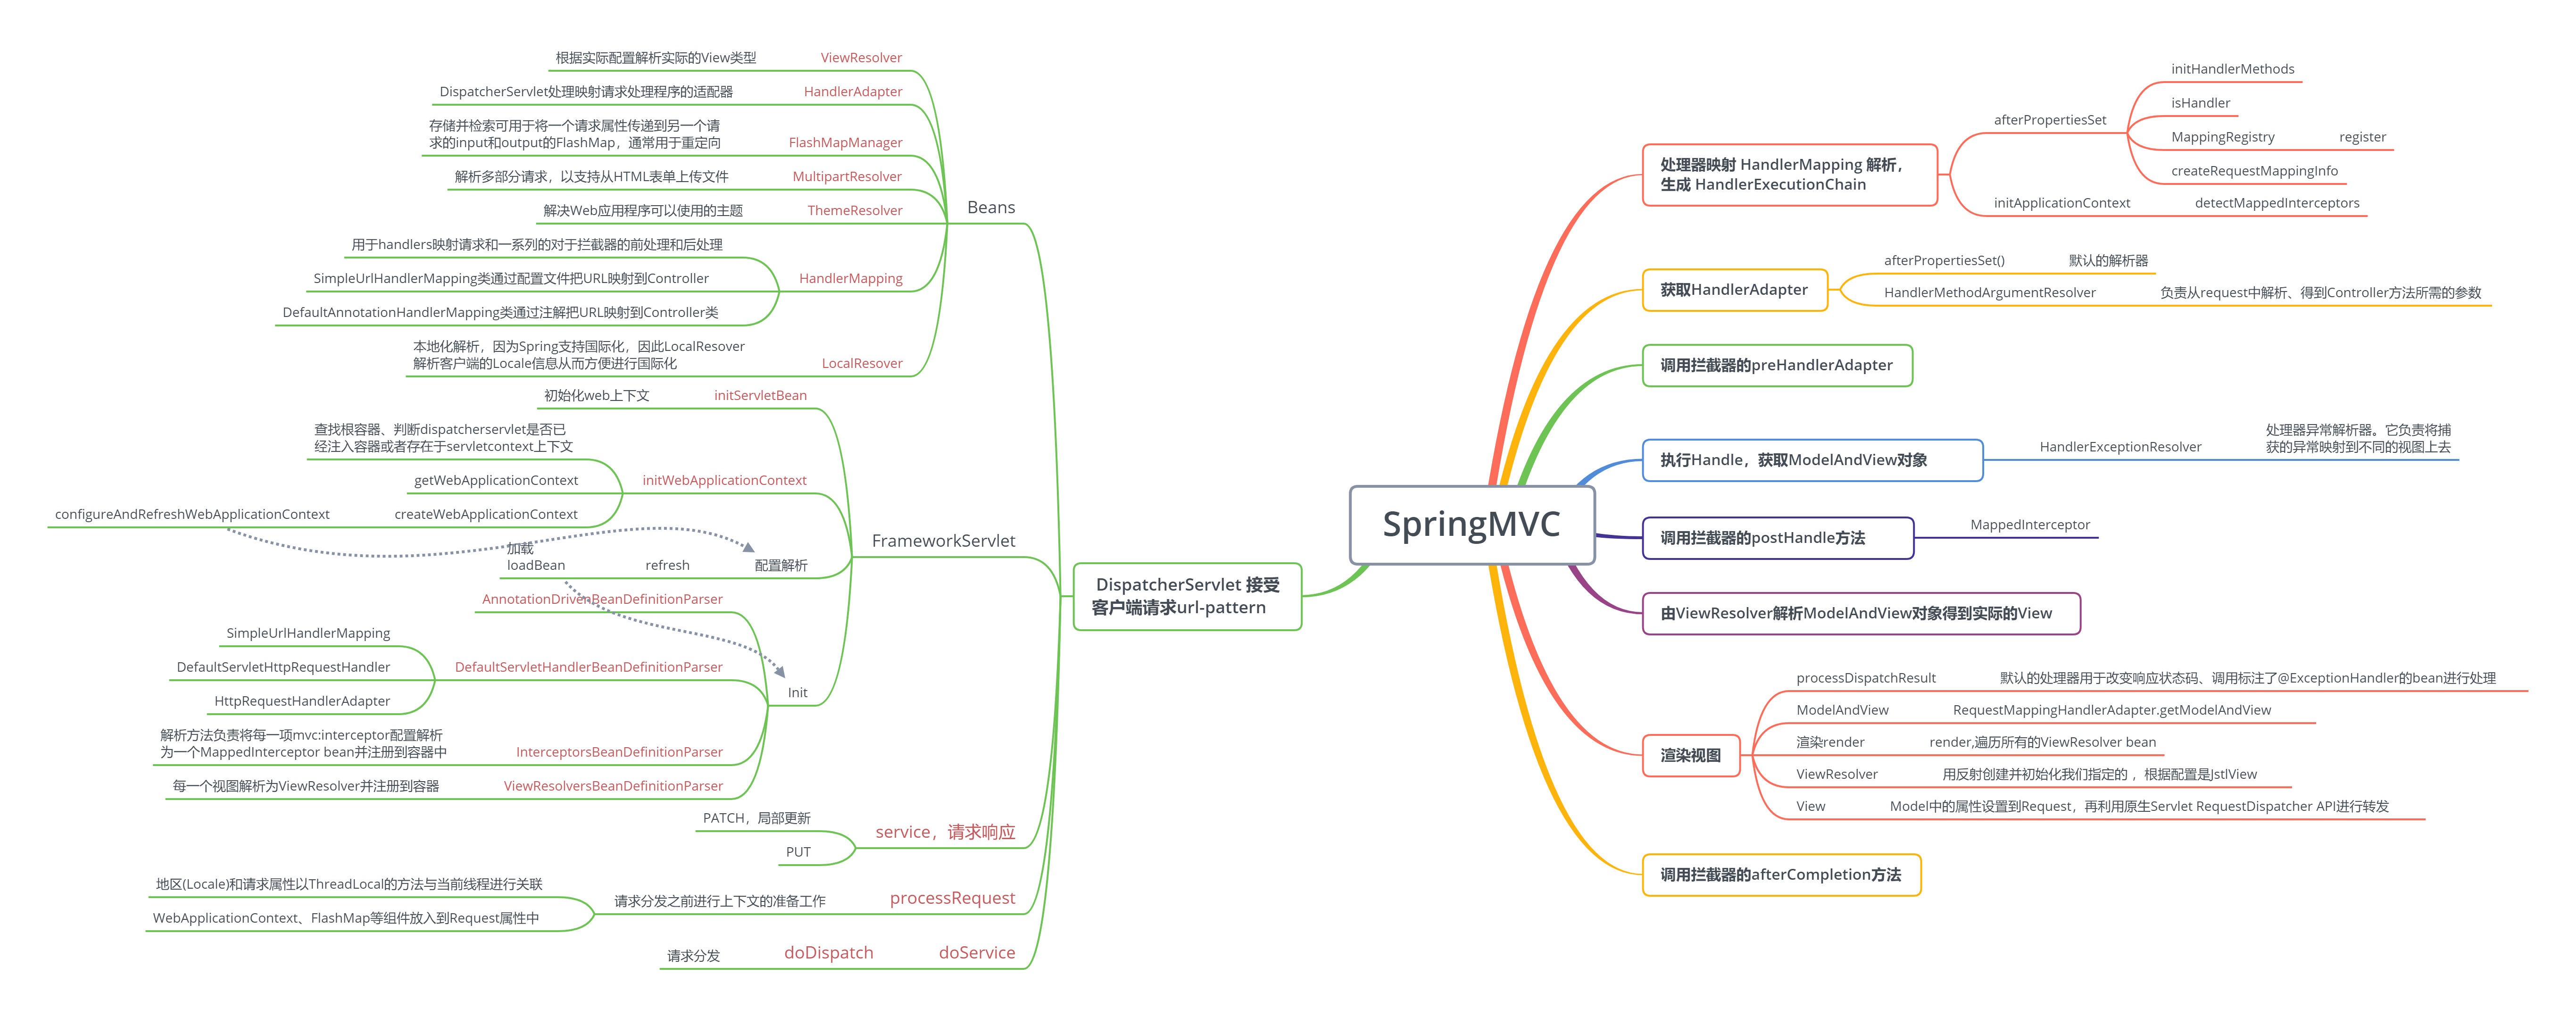 SpringMVC
处理器映射 HandlerMapping 解析，
生成 HandlerExecutionChain
afterPropertiesSet
initHandlerMethods
isHandler
MappingRegistry
register
createRequestMappingInfo
initApplicationContext
detectMappedInterceptors
获取HandlerAdapter
afterPropertiesSet()
默认的解析器
HandlerMethodArgumentResolver
负责从request中解析、得到Controller方法所需的参数
调用拦截器的preHandlerAdapter
执行Handle，获取ModelAndView对象
HandlerExceptionResolver
处理器异常解析器。它负责将捕
获的异常映射到不同的视图上去
调用拦截器的postHandle方法
MappedInterceptor
由ViewResolver解析ModelAndView对象得到实际的View
渲染视图
processDispatchResult
默认的处理器用于改变响应状态码、调用标注了@ExceptionHandler的bean进行处理
ModelAndView
RequestMappingHandlerAdapter.getModelAndView
渲染render
render,遍历所有的ViewResolver bean
ViewResolver
用反射创建并初始化我们指定的 ，根据配置是JstlView
View
Model中的属性设置到Request，再利用原生Servlet RequestDispatcher API进行转发
调用拦截器的afterCompletion方法
DispatcherServlet 接受
客户端请求url-pattern
Beans
ViewResolver
根据实际配置解析实际的View类型
HandlerAdapter
DispatcherServlet处理映射请求处理程序的适配器
FlashMapManager
存储并检索可用于将一个请求属性传递到另一个请
求的input和output的FlashMap，通常用于重定向
MultipartResolver
解析多部分请求，以支持从HTML表单上传文件
ThemeResolver
解决Web应用程序可以使用的主题
HandlerMapping
用于handlers映射请求和一系列的对于拦截器的前处理和后处理
SimpleUrlHandlerMapping类通过配置文件把URL映射到Controller
DefaultAnnotationHandlerMapping类通过注解把URL映射到Controller类
LocalResover
本地化解析，因为Spring支持国际化，因此LocalResover
解析客户端的Locale信息从而方便进行国际化
FrameworkServlet
initServletBean
初始化web上下文
initWebApplicationContext
查找根容器、判断dispatcherservlet是否已
经注入容器或者存在于servletcontext上下文
getWebApplicationContext
createWebApplicationContext
configureAndRefreshWebApplicationContext
配置解析
refresh
加载
loadBean
Init
AnnotationDrivenBeanDefinitionParser
DefaultServletHandlerBeanDefinitionParser
SimpleUrlHandlerMapping
DefaultServletHttpRequestHandler
HttpRequestHandlerAdapter
InterceptorsBeanDefinitionParser
解析方法负责将每一项mvc:interceptor配置解析
为一个MappedInterceptor bean并注册到容器中
ViewResolversBeanDefinitionParser
每一个视图解析为ViewResolver并注册到容器
service，请求响应
PATCH，局部更新
PUT
processRequest
请求分发之前进行上下文的准备工作
地区(Locale)和请求属性以ThreadLocal的方法与当前线程进行关联
WebApplicationContext、FlashMap等组件放入到Request属性中
doService
doDispatch
请求分发